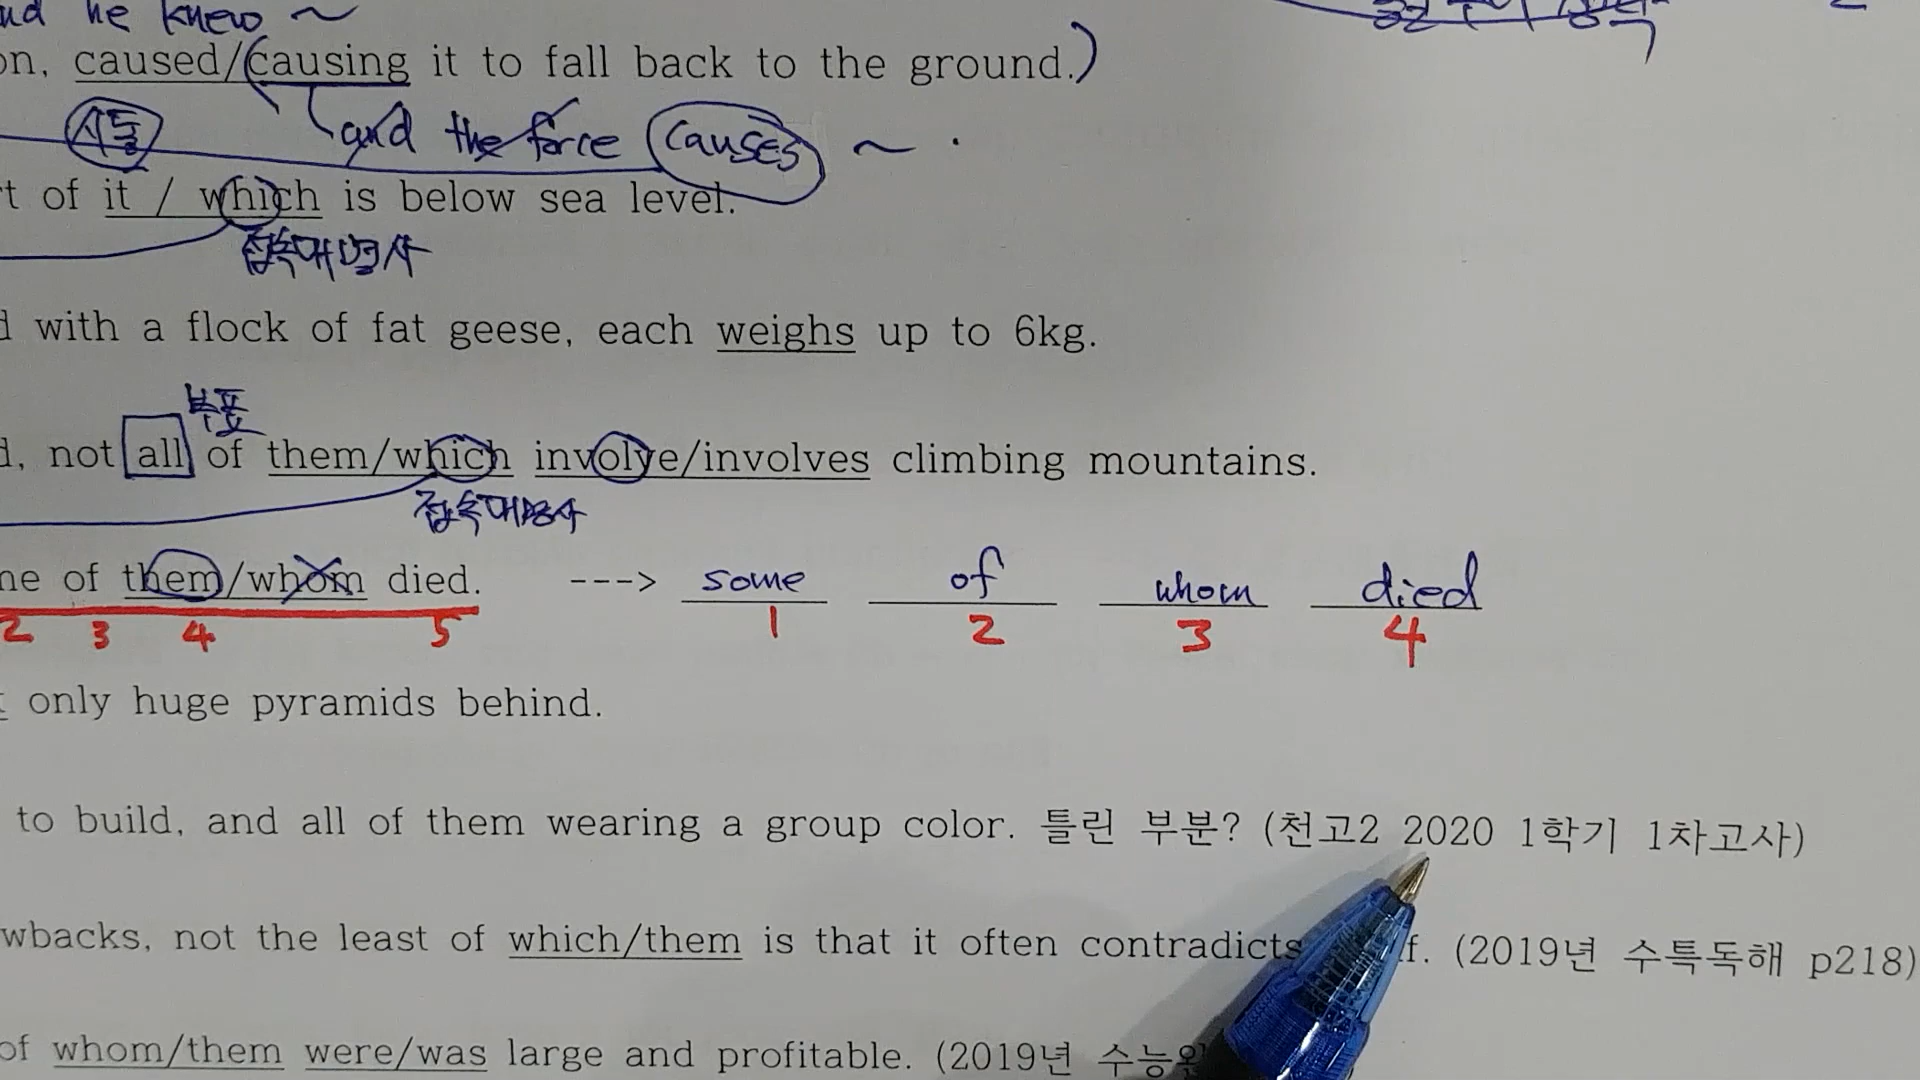 and he knew ~
on, caused/causing it to fall back to the ground.)
시동 and the force causes ~ .
rt of it / which is below sea level.
접속대명사
d with a flock of fat geese, each weighs up to 6kg.
부표
d, not all of them/which involve/involves climbing mountains.
접속대명사
me of them/whom died. ---> some of whom died
2 3 4 5 1 2 3 4
t only huge pyramids behind.
to build, and all of them wearing a group color. 틀린 부분? (천고2 2020 1학기 1차고사)
wbacks, not the least of which/them is that it often contradicts f. (2019년 수특독해 p218)
of whom/them were/was large and profitable. (2019년 수능완